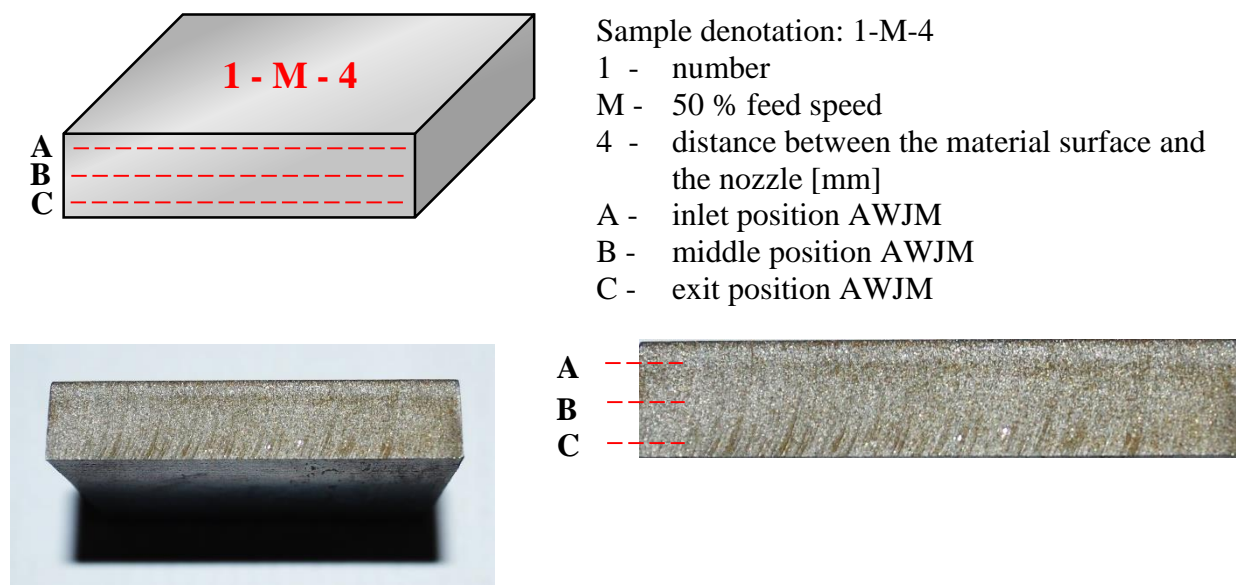 1 - M - 4
A
B
C
Sample denotation: 1-M-4
1 - number
M - 50 % feed speed
4 - distance between the material surface and
the nozzle [mm]
A - inlet position AWJM
B - middle position AWJM
C - exit position AWJM
A
B
C